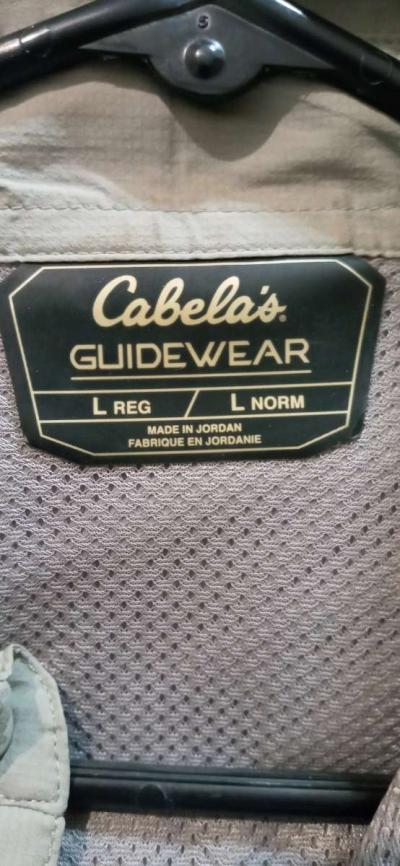 S
Cabela's®
GUIDEWEAR
L REG / L NORM
MADE IN JORDAN
FABRIQUE EN JORDANIE